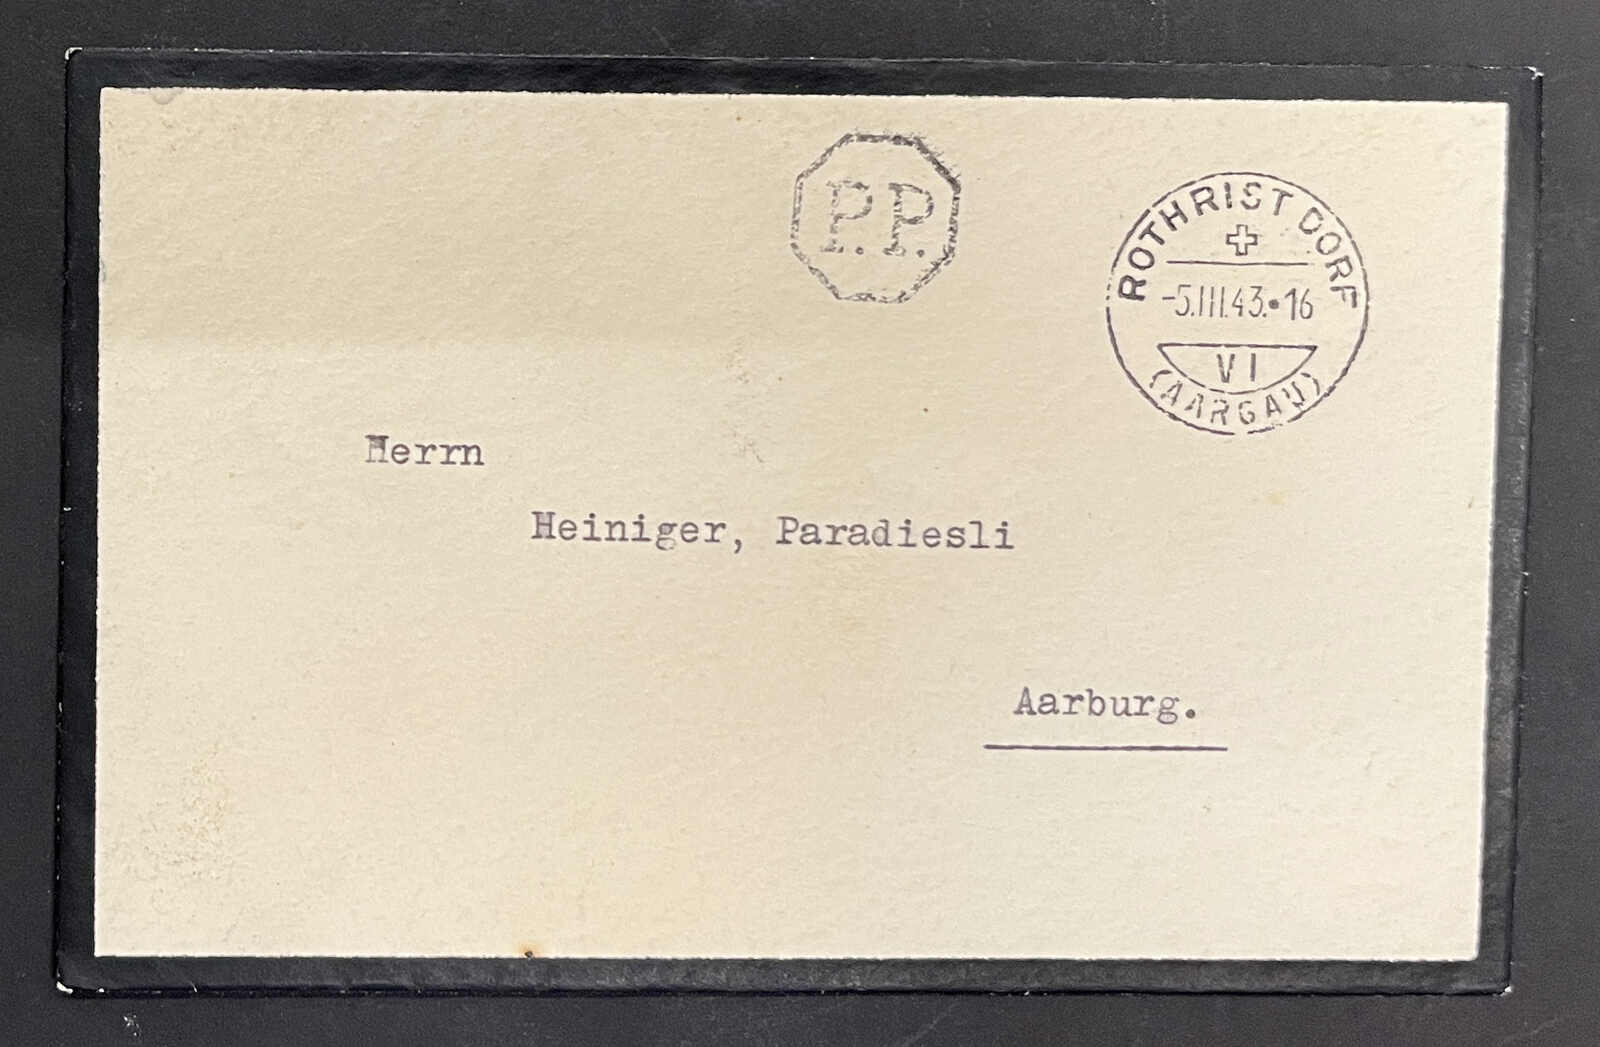 P.P.
ROTHRIST DORF
-5.III.43.•16
VI
(AARGAU)
Herrn
Heiniger, Paradiesli
Aarburg.